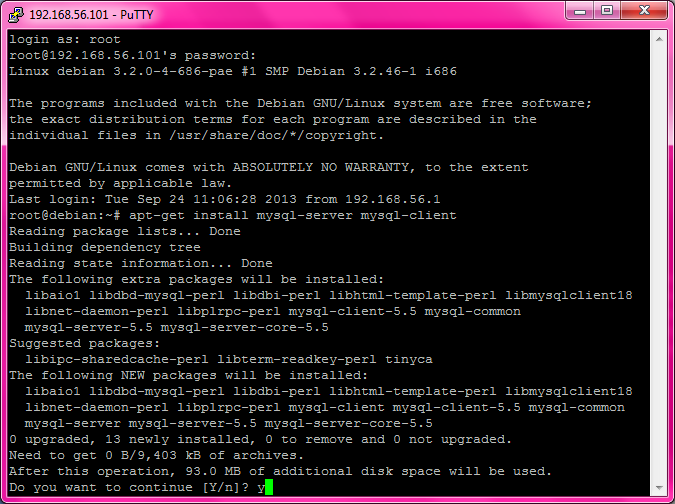 192.168.56.101 - PuTTY
login as: root
root@192.168.56.101's password:
Linux debian 3.2.0-4-686-pae #1 SMP Debian 3.2.46-1 i686
The programs included with the Debian GNU/Linux system are free software;
the exact distribution terms for each program are described in the
individual files in /usr/share/doc/*/copyright.
Debian GNU/Linux comes with ABSOLUTELY NO WARRANTY, to the extent
permitted by applicable law.
Last login: Tue Sep 24 11:06:28 2013 from 192.168.56.1
root@debian:~# apt-get install mysql-server mysql-client
Reading package lists... Done
Building dependency tree
Reading state information... Done
The following extra packages will be installed:
libaio1 libdbd-mysql-perl libdbi-perl libhtml-template-perl libmysqlclient18
libnet-daemon-perl libplrpc-perl mysql-client-5.5 mysql-common
mysql-server-5.5 mysql-server-core-5.5
Suggested packages:
libipc-sharedcache-perl libterm-readkey-perl tinyca
The following NEW packages will be installed:
libaio1 libdbd-mysql-perl libdbi-perl libhtml-template-perl libmysqlclient18
libnet-daemon-perl libplrpc-perl mysql-client mysql-client-5.5 mysql-common
mysql-server mysql-server-5.5 mysql-server-core-5.5
0 upgraded, 13 newly installed, 0 to remove and 0 not upgraded.
Need to get 0 B/9,403 kB of archives.
After this operation, 93.0 MB of additional disk space will be used.
Do you want to continue [Y/n]? y